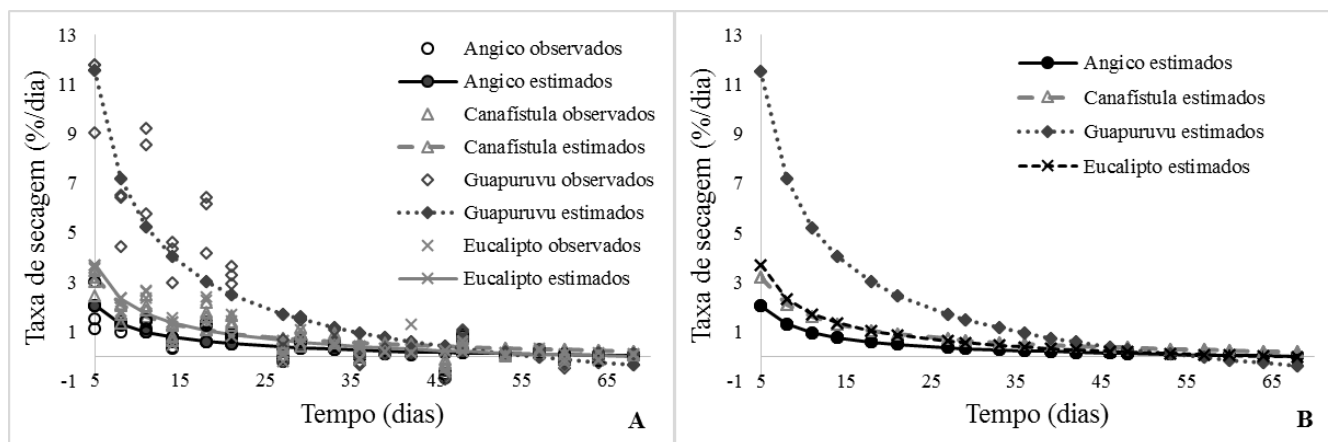 Taxa de secagem (%/dia)
13
11
9
7
5
3
1
-1
Angico observados
Angico estimados
Canafístula observados
Canafístula estimados
Guapuruvu observados
Guapuruvu estimados
Eucalipto observados
Eucalipto estimados
5 15 25 35 45 55 65
Tempo (dias)
A
Taxa de secagem (%/dia)
13
11
9
7
5
3
1
-1
Angico estimados
Canafístula estimados
Guapuruvu estimados
Eucalipto estimados
5 15 25 35 45 55 65
Tempo (dias)
B